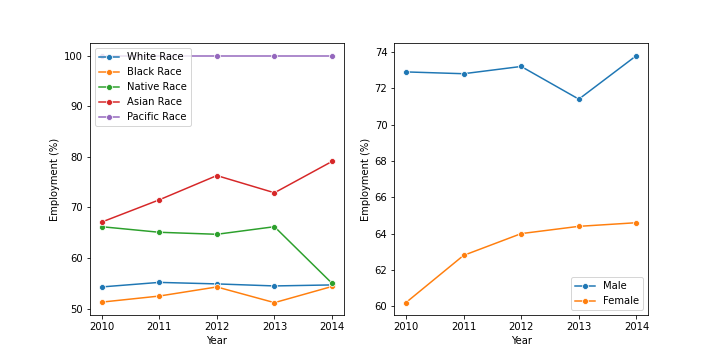 100
90
80
70
60
50
Employment (%)
2010 2011 2012 2013 2014
Year
White Race
Black Race
Native Race
Asian Race
Pacific Race
74
72
70
68
66
64
62
60
Employment (%)
2010 2011 2012 2013 2014
Year
Male
Female